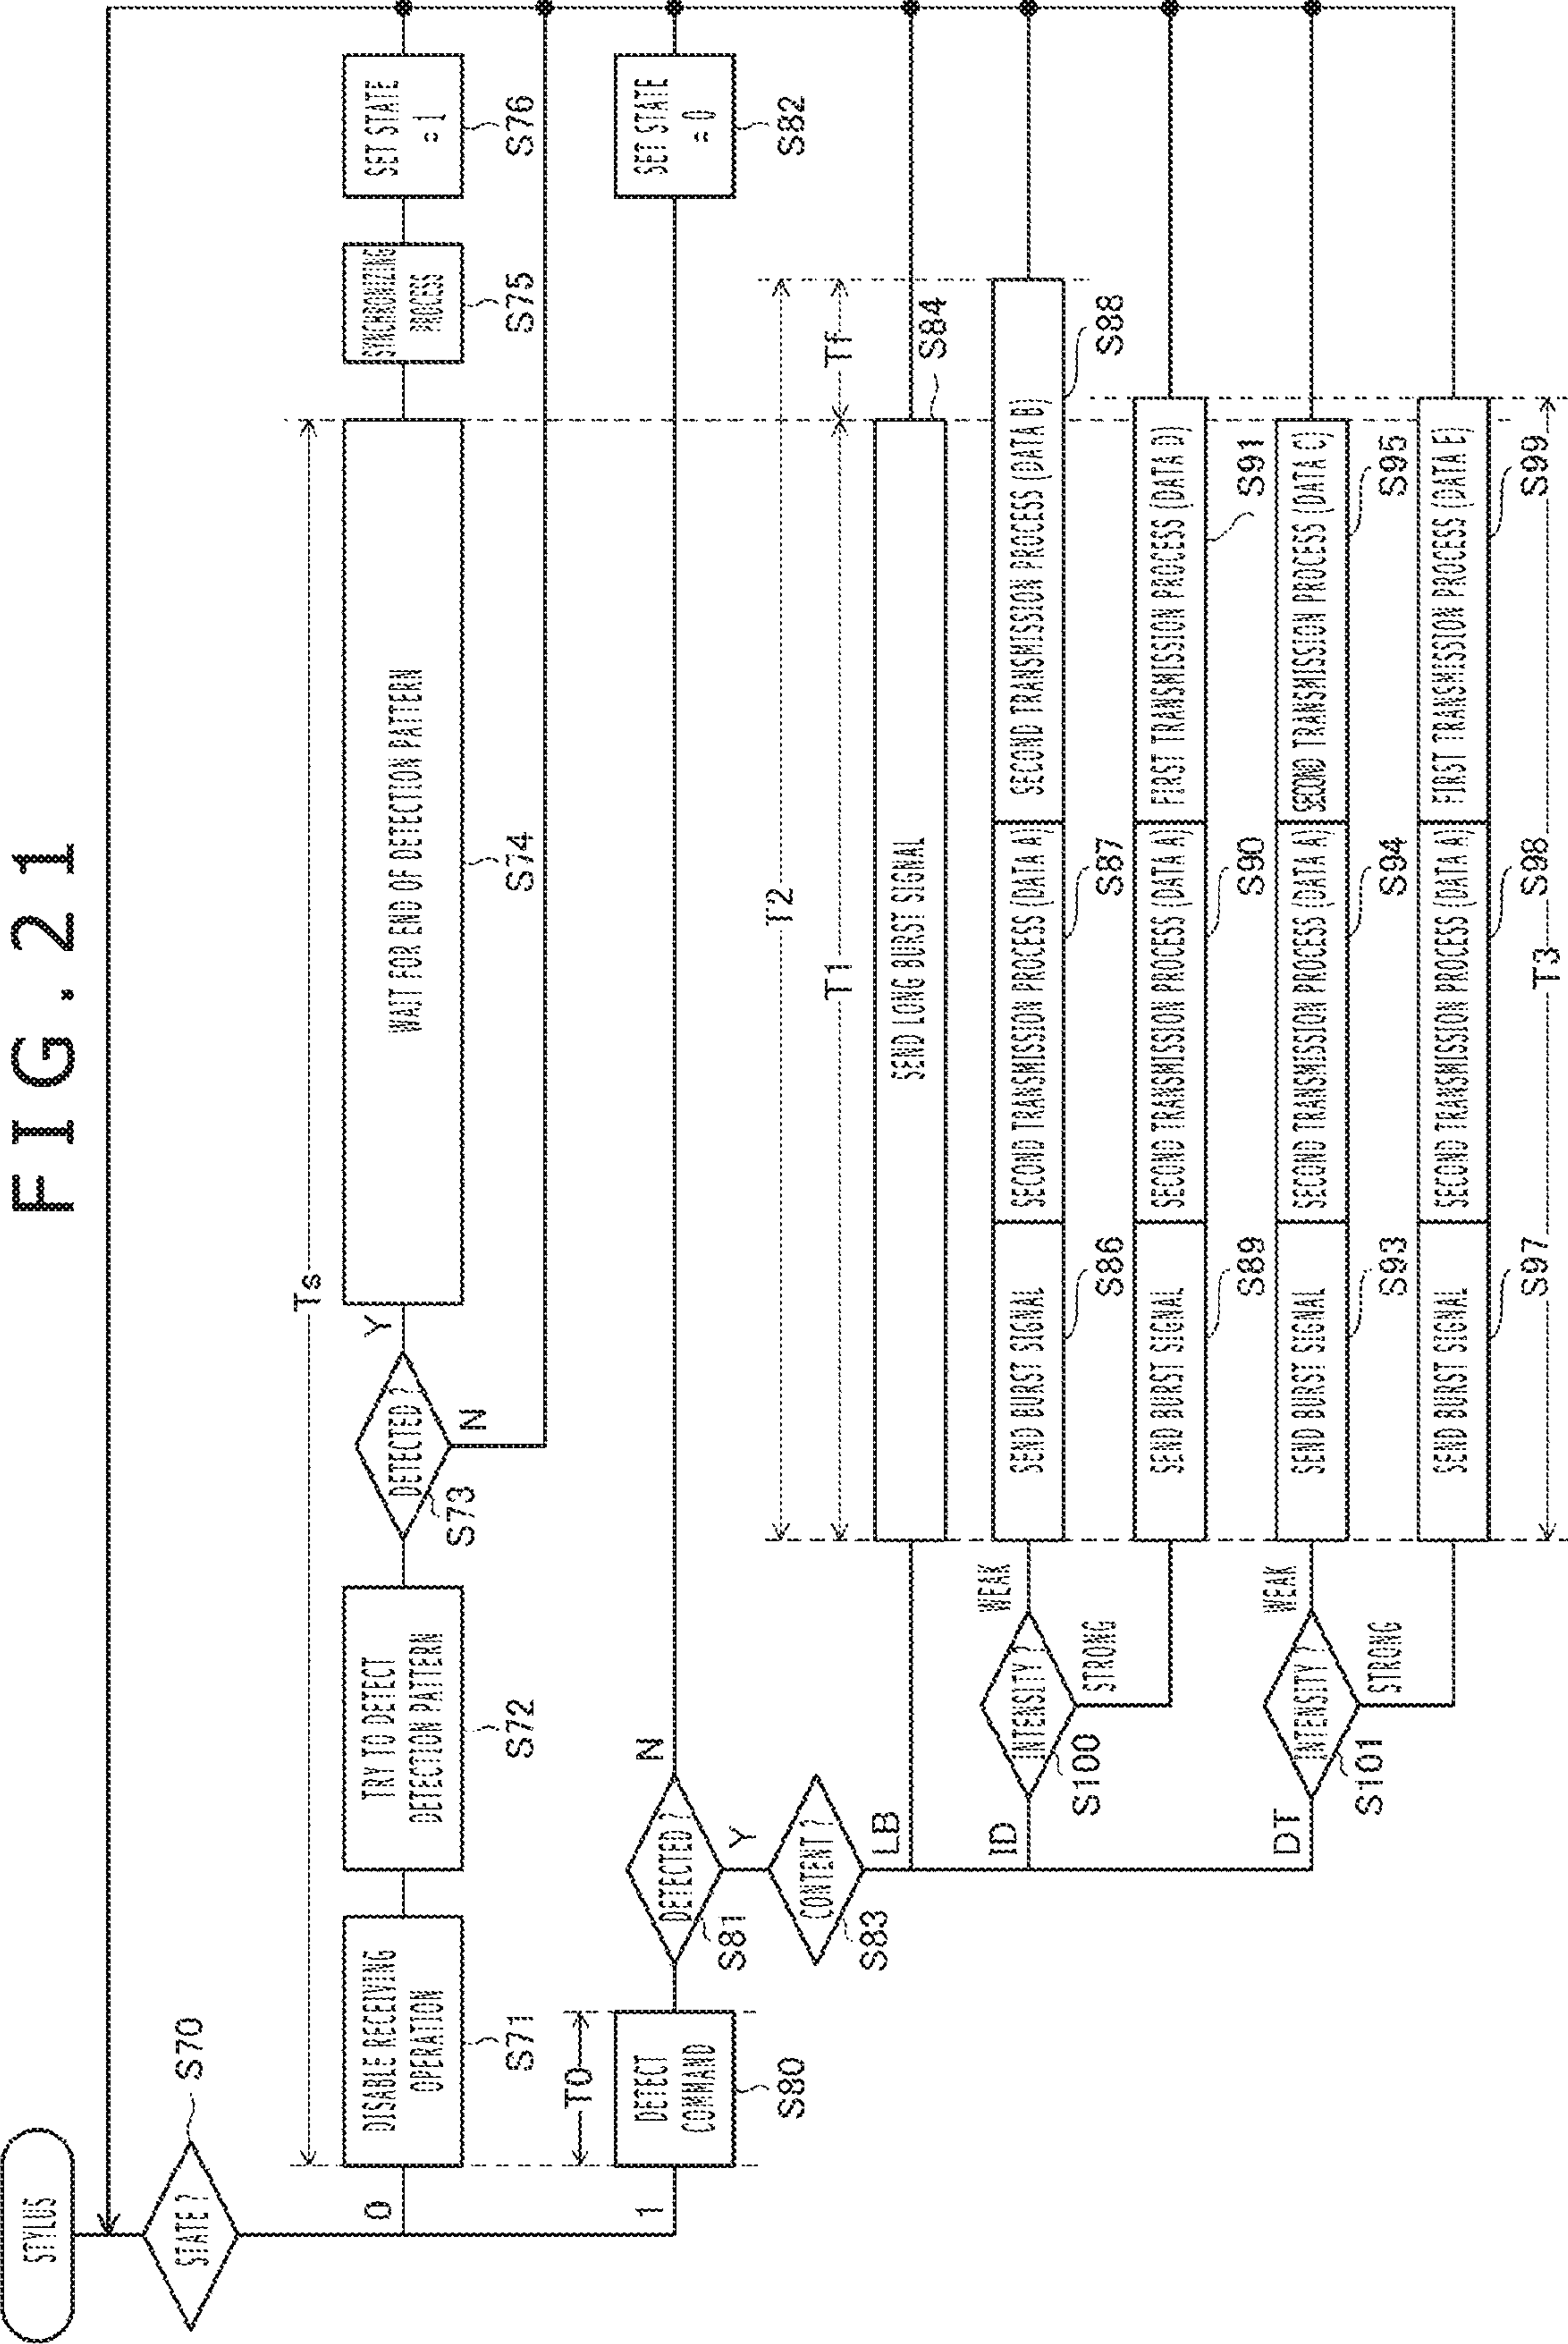 FIG. 21
STYLUS
STATE ?
S70
0
1
Ts
DISABLE RECEIVING
OPERATION
S71
TRY TO DETECT
DETECTION PATTERN
S72
DETECTED ?
S73
Y
N
WAIT FOR END OF DETECTION PATTERN
S74
SYNCHRONIZING
PROCESS
S75
SET STATE
= 1
S76
T0
DETECT
COMMAND
S80
DETECTED ?
S81
N
Y
SET STATE
= 0
S82
CONTENT ?
S83
T2
T1
Tf
LB
SEND LONG BURST SIGNAL
S84
ID
INTENSITY ?
S100
WEAK
STRONG
SEND BURST SIGNAL
S86
SECOND TRANSMISSION PROCESS (DATA A)
S87
SECOND TRANSMISSION PROCESS (DATA B)
S88
SEND BURST SIGNAL
S89
SECOND TRANSMISSION PROCESS (DATA A)
S90
FIRST TRANSMISSION PROCESS (DATA D)
S91
DT
INTENSITY ?
S101
WEAK
STRONG
SEND BURST SIGNAL
S93
SECOND TRANSMISSION PROCESS (DATA A)
S94
SECOND TRANSMISSION PROCESS (DATA C)
S95
SEND BURST SIGNAL
S97
SECOND TRANSMISSION PROCESS (DATA A)
S98
FIRST TRANSMISSION PROCESS (DATA E)
S99
T3